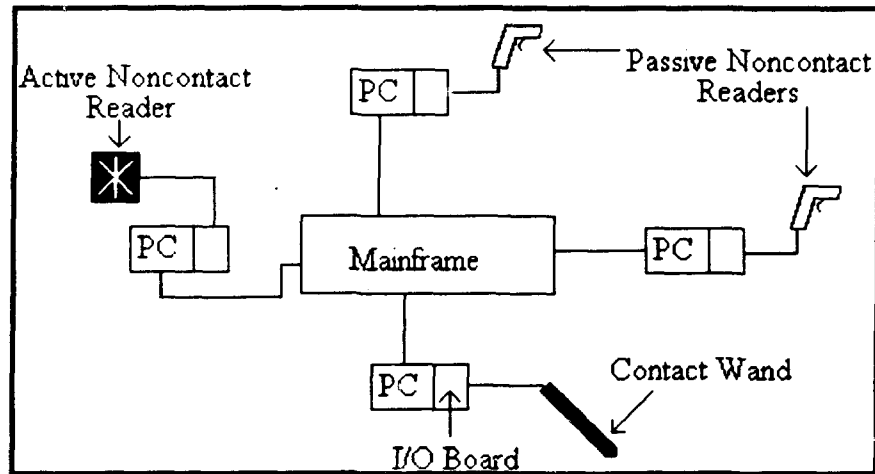 Active Noncontact
Reader
PC
Passive Noncontact
Readers
PC
Mainframe
PC
PC
Contact Wand
I/O Board